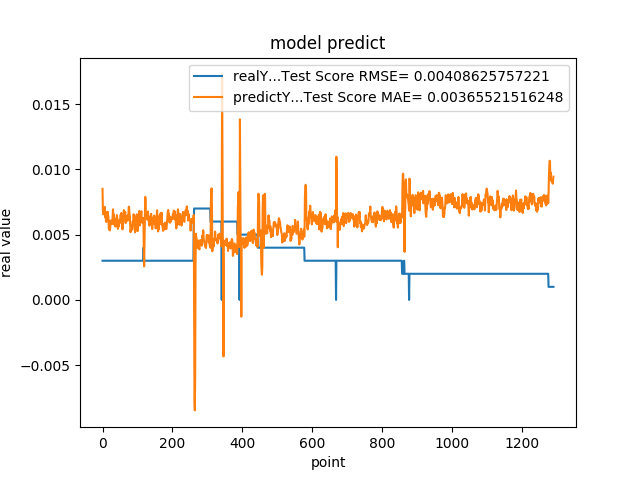 model predict
realY...Test Score RMSE= 0.00408625757221
predictY...Test Score MAE= 0.00365521516248
0.015
0.010
0.005
0.000
−0.005
real value
0 200 400 600 800 1000 1200
point